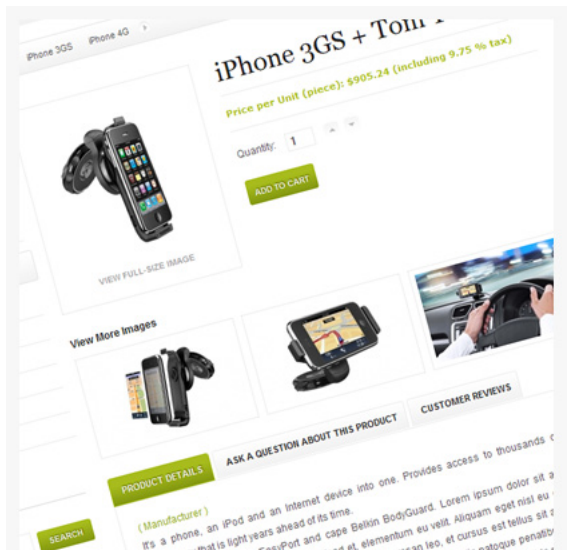 iPhone 3GS iPhone 4G
iPhone 3GS + Tom
Price per Unit (piece): $905.24 (including 9.75 % tax)
Quantity: 1
ADD TO CART
VIEW FULL-SIZE IMAGE
View More Images
PRODUCT DETAILS ASK A QUESTION ABOUT THIS PRODUCT CUSTOMER REVIEWS
( Manufacturer )
It's a phone, an iPod and an Internet device into one. Provides access to thousands
that is light years ahead of its time.
EasyPort and cape Belkin BodyGuard. Lorem ipsum dolor sit
elementum eu velit. Aliquam eget nisl eu
leo, et cursus est tellus sit
natoque
SEARCH